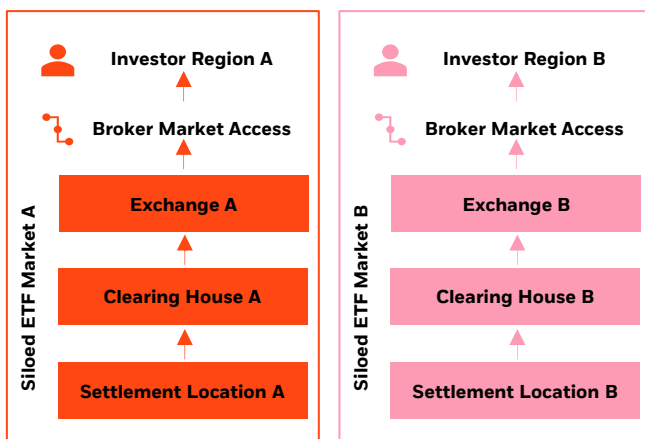 Siloed ETF Market A
Investor Region A
Broker Market Access
Exchange A
Clearing House A
Settlement Location A
Siloed ETF Market B
Investor Region B
Broker Market Access
Exchange B
Clearing House B
Settlement Location B